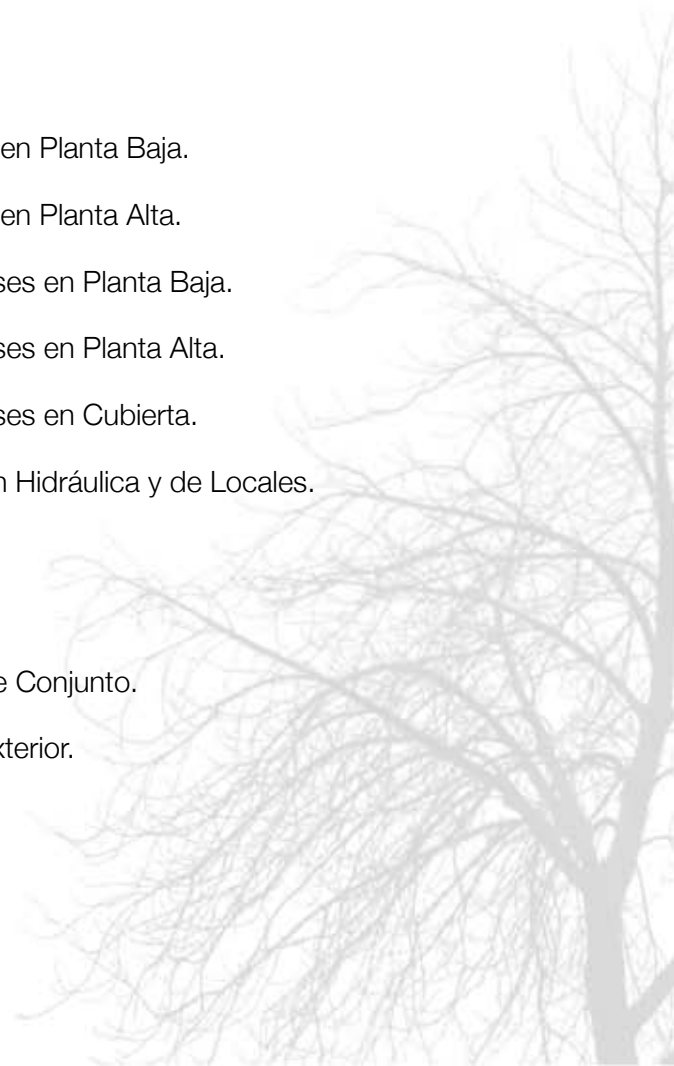 en Planta Baja.
en Planta Alta.
ses en Planta Baja.
ses en Planta Alta.
ses en Cubierta.
n Hidráulica y de Locales.
e Conjunto.
xterior.